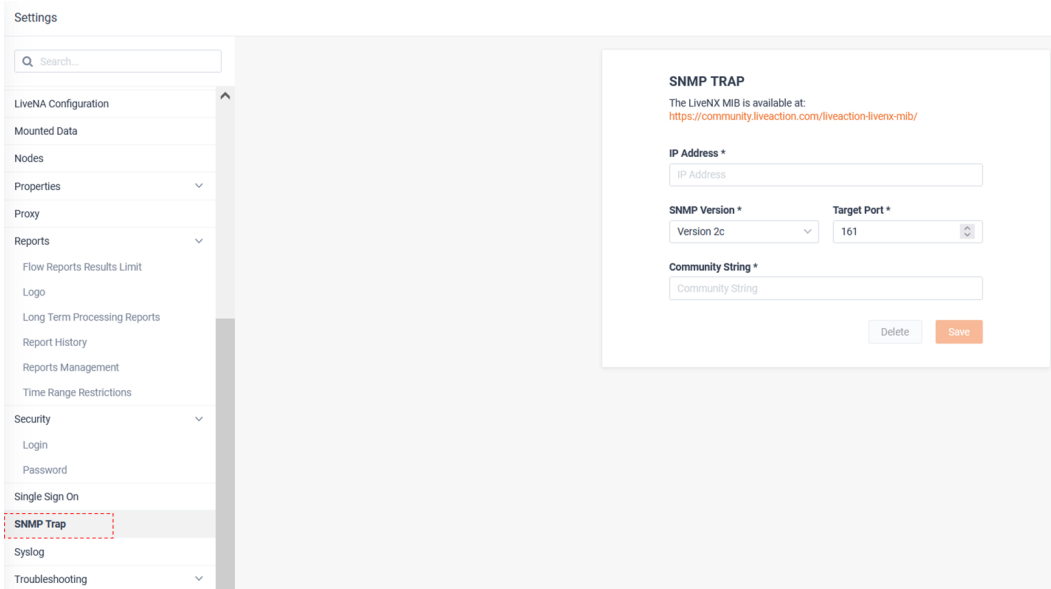 Settings
Search...
LiveNA Configuration
Mounted Data
Nodes
Properties
Proxy
Reports
Flow Reports Results Limit
Logo
Long Term Processing Reports
Report History
Reports Management
Time Range Restrictions
Security
Login
Password
Single Sign On
SNMP Trap
Syslog
Troubleshooting
SNMP TRAP
The LiveNX MIB is available at:
https://community.liveaction.com/liveaction-livenx-mib/
IP Address *
IP Address
SNMP Version * Target Port *
Version 2c 161
Community String *
Community String
Delete Save